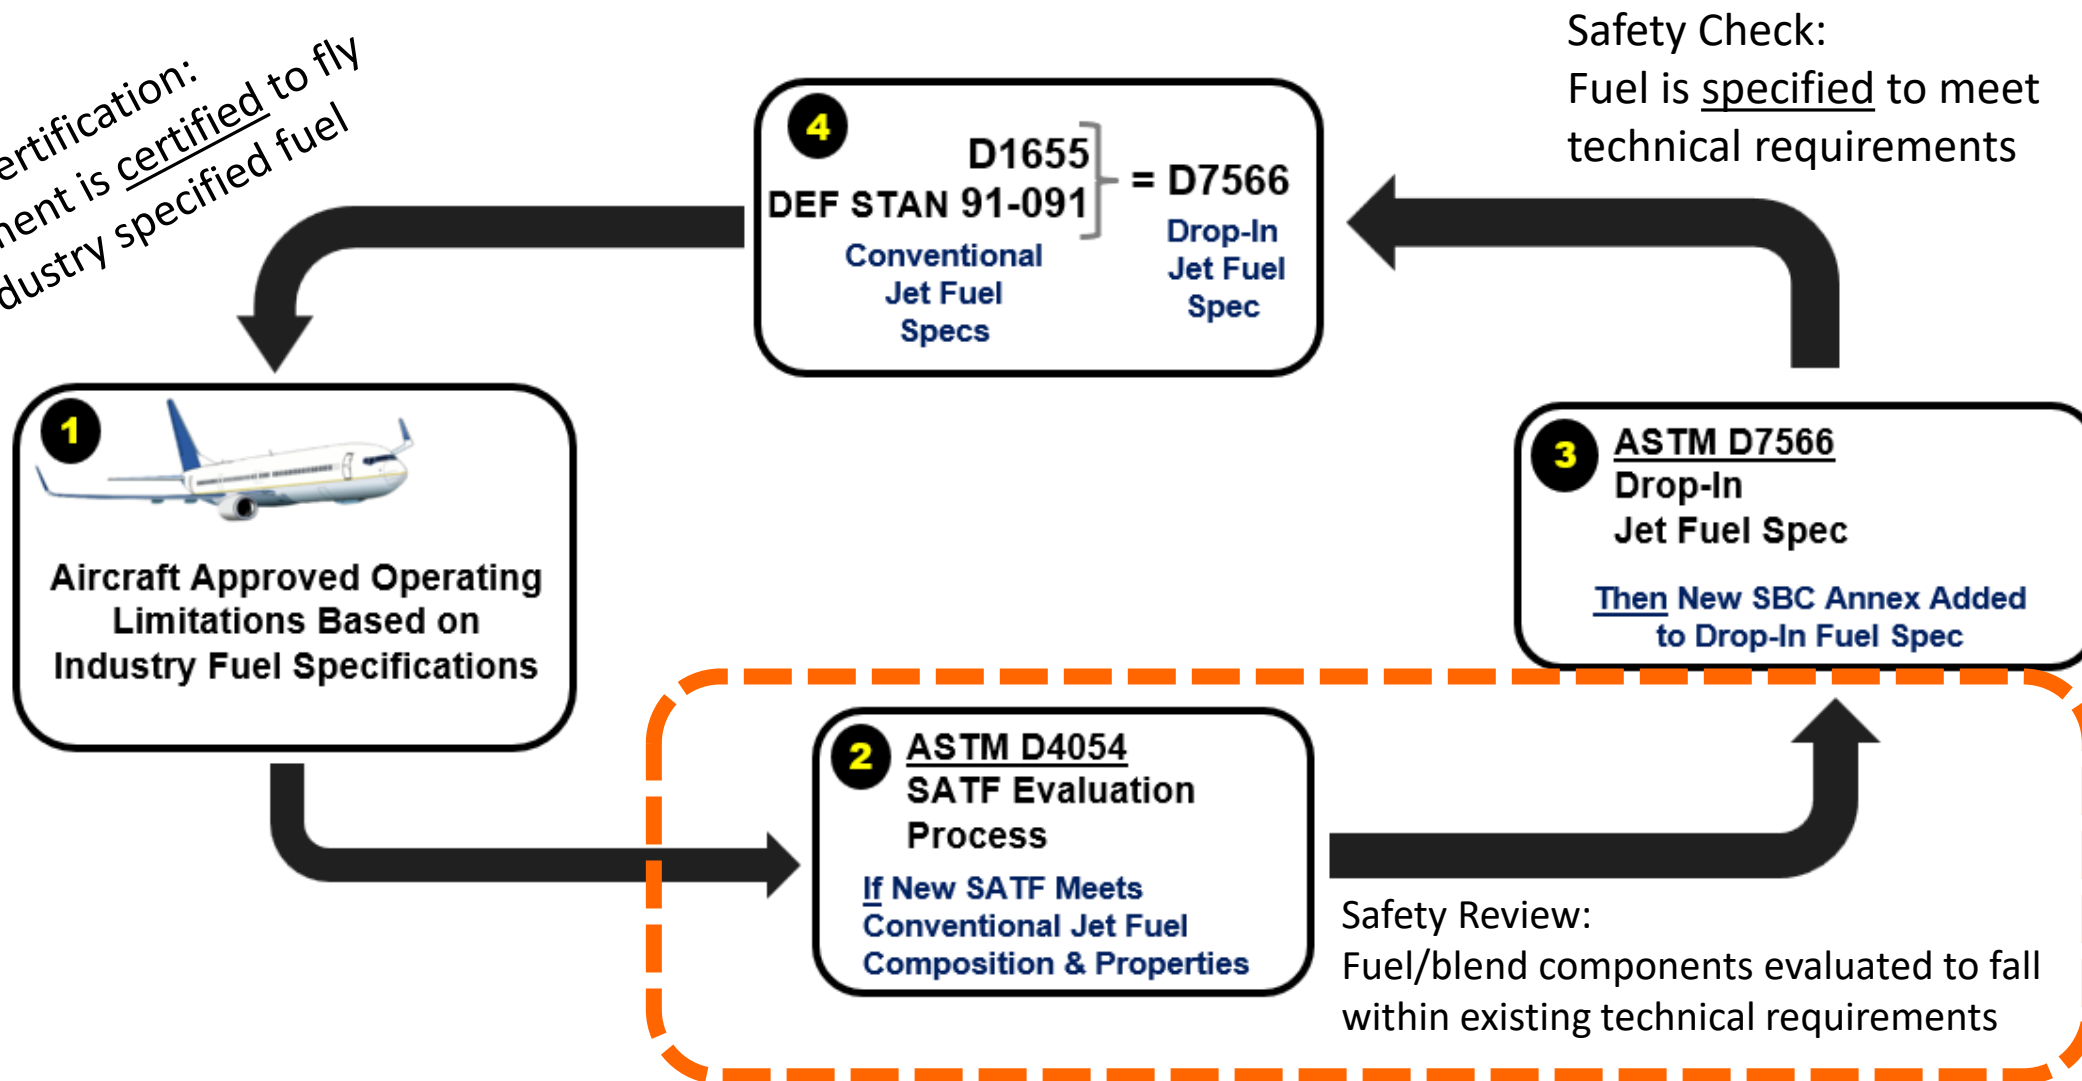 ertification:
ment is certified to fly
dustry specified fuel
Safety Check:
Fuel is specified to meet
technical requirements
4
D1655
DEF STAN 91-091
= D7566
Conventional
Jet Fuel
Specs
Drop-In
Jet Fuel
Spec
1
Aircraft Approved Operating
Limitations Based on
Industry Fuel Specifications
3
ASTM D7566
Drop-In
Jet Fuel Spec
Then New SBC Annex Added
to Drop-In Fuel Spec
2
ASTM D4054
SATF Evaluation
Process
If New SATF Meets
Conventional Jet Fuel
Composition & Properties
Safety Review:
Fuel/blend components evaluated to fall
within existing technical requirements